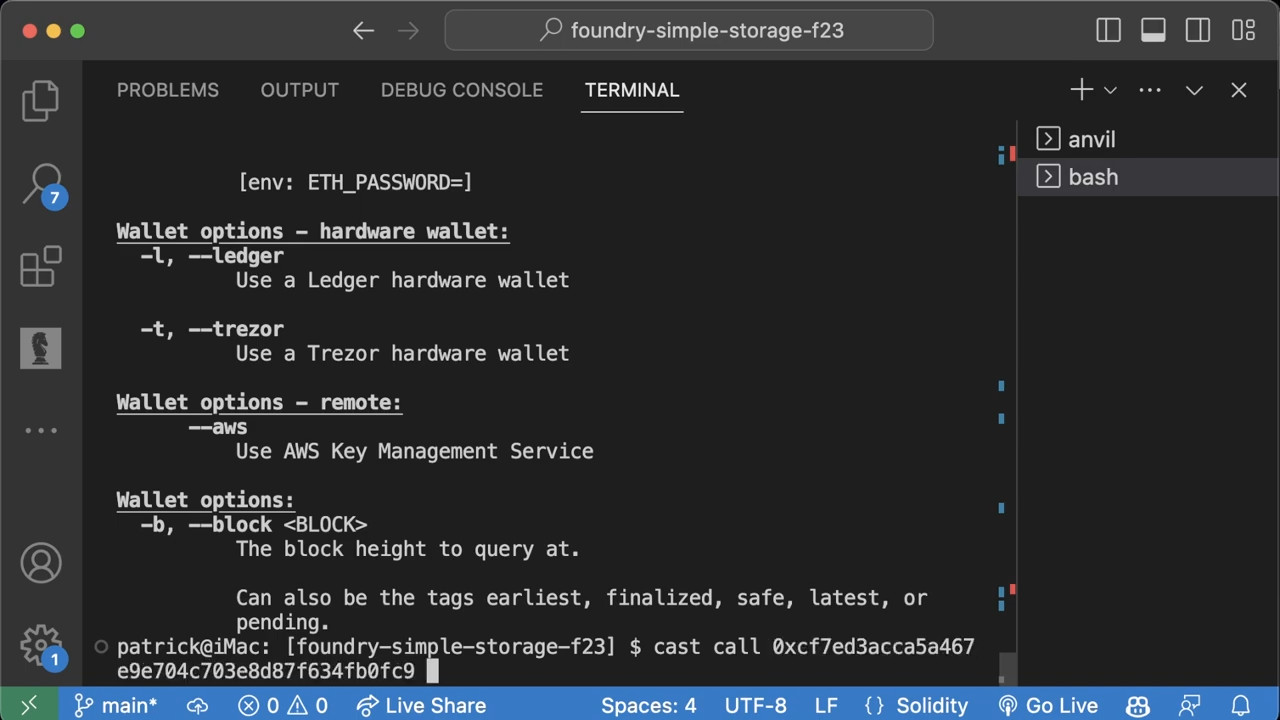 foundry-simple-storage-f23
PROBLEMS OUTPUT DEBUG CONSOLE TERMINAL
anvil
bash
7
[env: ETH_PASSWORD=]
Wallet options - hardware wallet:
-l, --ledger
Use a Ledger hardware wallet
-t, --trezor
Use a Trezor hardware wallet
Wallet options - remote:
--aws
Use AWS Key Management Service
Wallet options:
-b, --block <BLOCK>
The block height to query at.
Can also be the tags earliest, finalized, safe, latest, or
pending.
patrick@iMac: [foundry-simple-storage-f23] $ cast call 0xcf7ed3acca5a467
e9e704c703e8d87f634fb0fc9
1
main* 0 0 Live Share Spaces: 4 UTF-8 LF {} Solidity Go Live